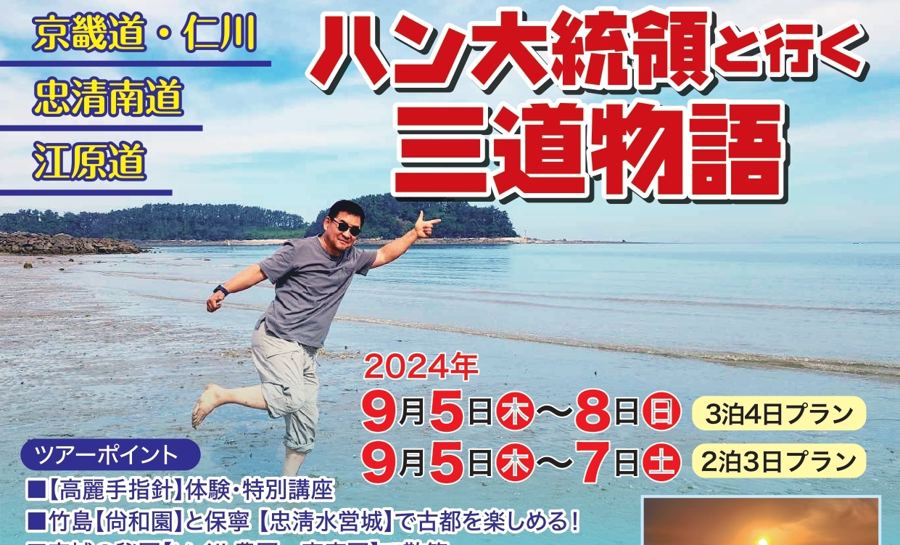 京畿道・仁川
忠清南道
江原道
ハン大統領と行く
三道物語
2024年
9月5日木～8日日 3泊4日プラン
9月5日木～7日土 2泊3日プラン
ツアーポイント
■【高麗手指針】体験・特別講座
■竹島【尙和園】と保寧【忠清水営城】で古都を楽しめる！